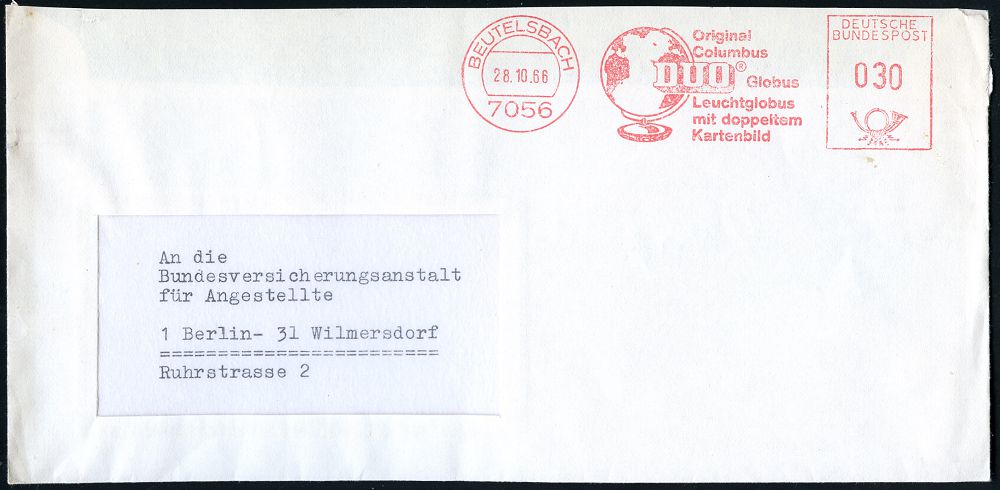 BEUTELSBACH
28.10.66
7056
Original
Columbus
DUO®
Globus
Leuchtglobus
mit doppeltem
Kartenbild
DEUTSCHE
BUNDESPOST
030
An die
Bundesversicherungsanstalt
für Angestellte
1 Berlin- 31 Wilmersdorf
========================
Ruhrstrasse 2